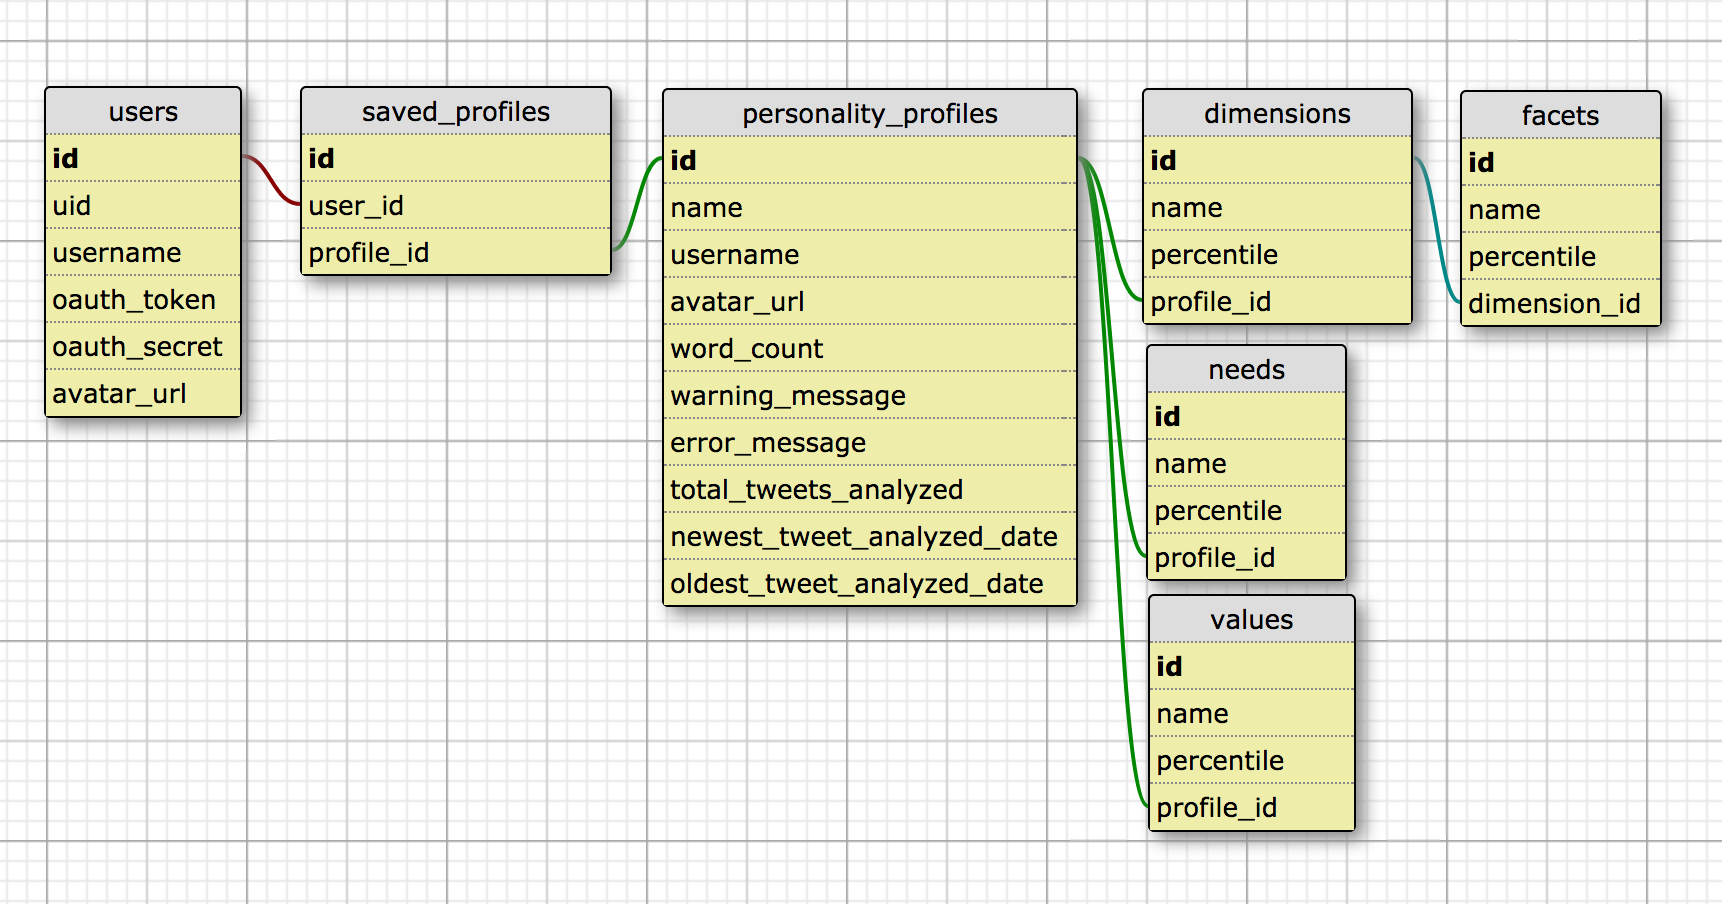 users
id
uid
username
oauth_token
oauth_secret
avatar_url
saved_profiles
id
user_id
profile_id
personality_profiles
id
name
username
avatar_url
word_count
warning_message
error_message
total_tweets_analyzed
newest_tweet_analyzed_date
oldest_tweet_analyzed_date
dimensions
id
name
percentile
profile_id
facets
id
name
percentile
dimension_id
needs
id
name
percentile
profile_id
values
id
name
percentile
profile_id